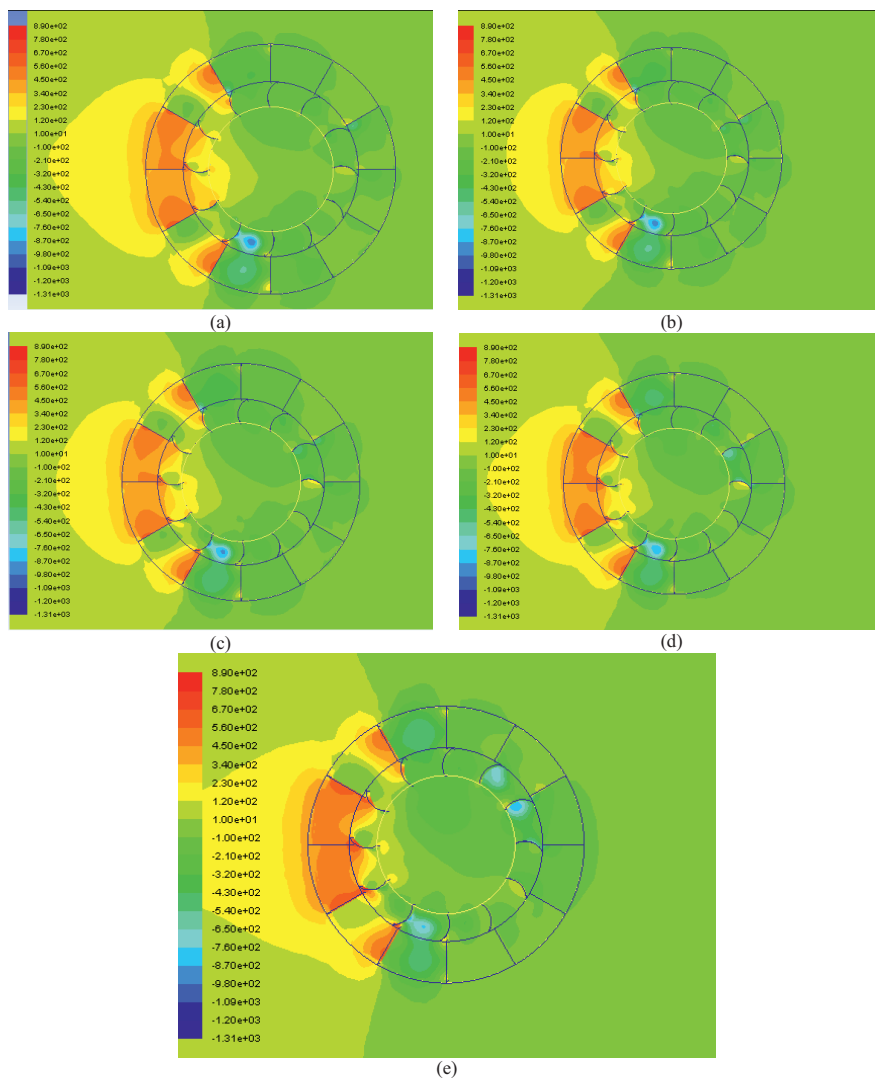 8.90e+02
7.80e+02
6.70e+02
5.60e+02
4.50e+02
3.40e+02
2.30e+02
1.20e+02
1.00e+01
-1.00e+02
-2.10e+02
-3.20e+02
-4.30e+02
-5.40e+02
-6.50e+02
-7.60e+02
-8.70e+02
-9.80e+02
-1.09e+03
-1.20e+03
-1.31e+03
(a)
8.90e+02
7.80e+02
6.70e+02
5.60e+02
4.50e+02
3.40e+02
2.30e+02
1.20e+02
1.00e+01
-1.00e+02
-2.10e+02
-3.20e+02
-4.30e+02
-5.40e+02
-6.50e+02
-7.60e+02
-8.70e+02
-9.80e+02
-1.09e+03
-1.20e+03
-1.31e+03
(b)
8.90e+02
7.80e+02
6.70e+02
5.60e+02
4.50e+02
3.40e+02
2.30e+02
1.20e+02
1.00e+01
-1.00e+02
-2.10e+02
-3.20e+02
-4.30e+02
-5.40e+02
-6.50e+02
-7.60e+02
-8.70e+02
-9.80e+02
-1.09e+03
-1.20e+03
-1.31e+03
(c)
8.90e+02
7.80e+02
6.70e+02
5.60e+02
4.50e+02
3.40e+02
2.30e+02
1.20e+02
1.00e+01
-1.00e+02
-2.10e+02
-3.20e+02
-4.30e+02
-5.40e+02
-6.50e+02
-7.60e+02
-8.70e+02
-9.80e+02
-1.09e+03
-1.20e+03
-1.31e+03
(d)
8.90e+02
7.80e+02
6.70e+02
5.60e+02
4.50e+02
3.40e+02
2.30e+02
1.20e+02
1.00e+01
-1.00e+02
-2.10e+02
-3.20e+02
-4.30e+02
-5.40e+02
-6.50e+02
-7.60e+02
-8.70e+02
-9.80e+02
-1.09e+03
-1.20e+03
-1.31e+03
(e)